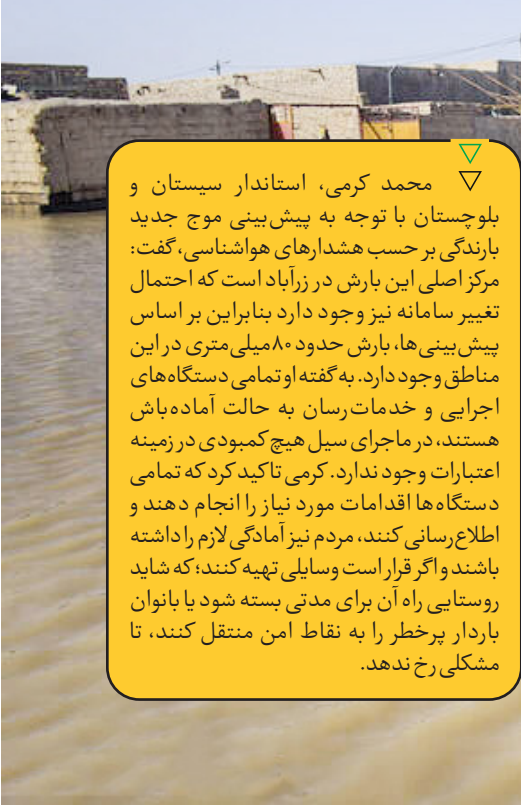 محمد کرمی، استاندار سیستان و
بلوچستان با توجه به پیش‌بینی موج جدید
بارندگی بر حسب هشدارهای هواشناسی، گفت:
مرکز اصلی این بارش در زرآباد است که احتمال
تغییر سامانه نیز وجود دارد بنابراین بر اساس
پیش‌بینی‌ها، بارش حدود ۸۰میلی‌متری در این
مناطق وجود دارد. به گفته اوتمامی دستگاه‌های
اجرایی و خدمات‌رسان به حالت آماده‌باش
هستند، در ماجرای سیل هیچ کمبودی در زمینه
اعتبارات وجود ندارد. کرمی تاکید کرد که تمامی
دستگاه‌ها اقدامات مورد نیاز را انجام دهند و
اطلاع‌رسانی کنند، مردم نیز آمادگی لازم را داشته
باشند و اگر قرار است وسایلی تهیه کنند؛ که شاید
روستایی راه آن برای مدتی بسته شود یا بانوان
باردار پرخطر را به نقاط امن منتقل کنند، تا
مشکلی رخ ندهد.